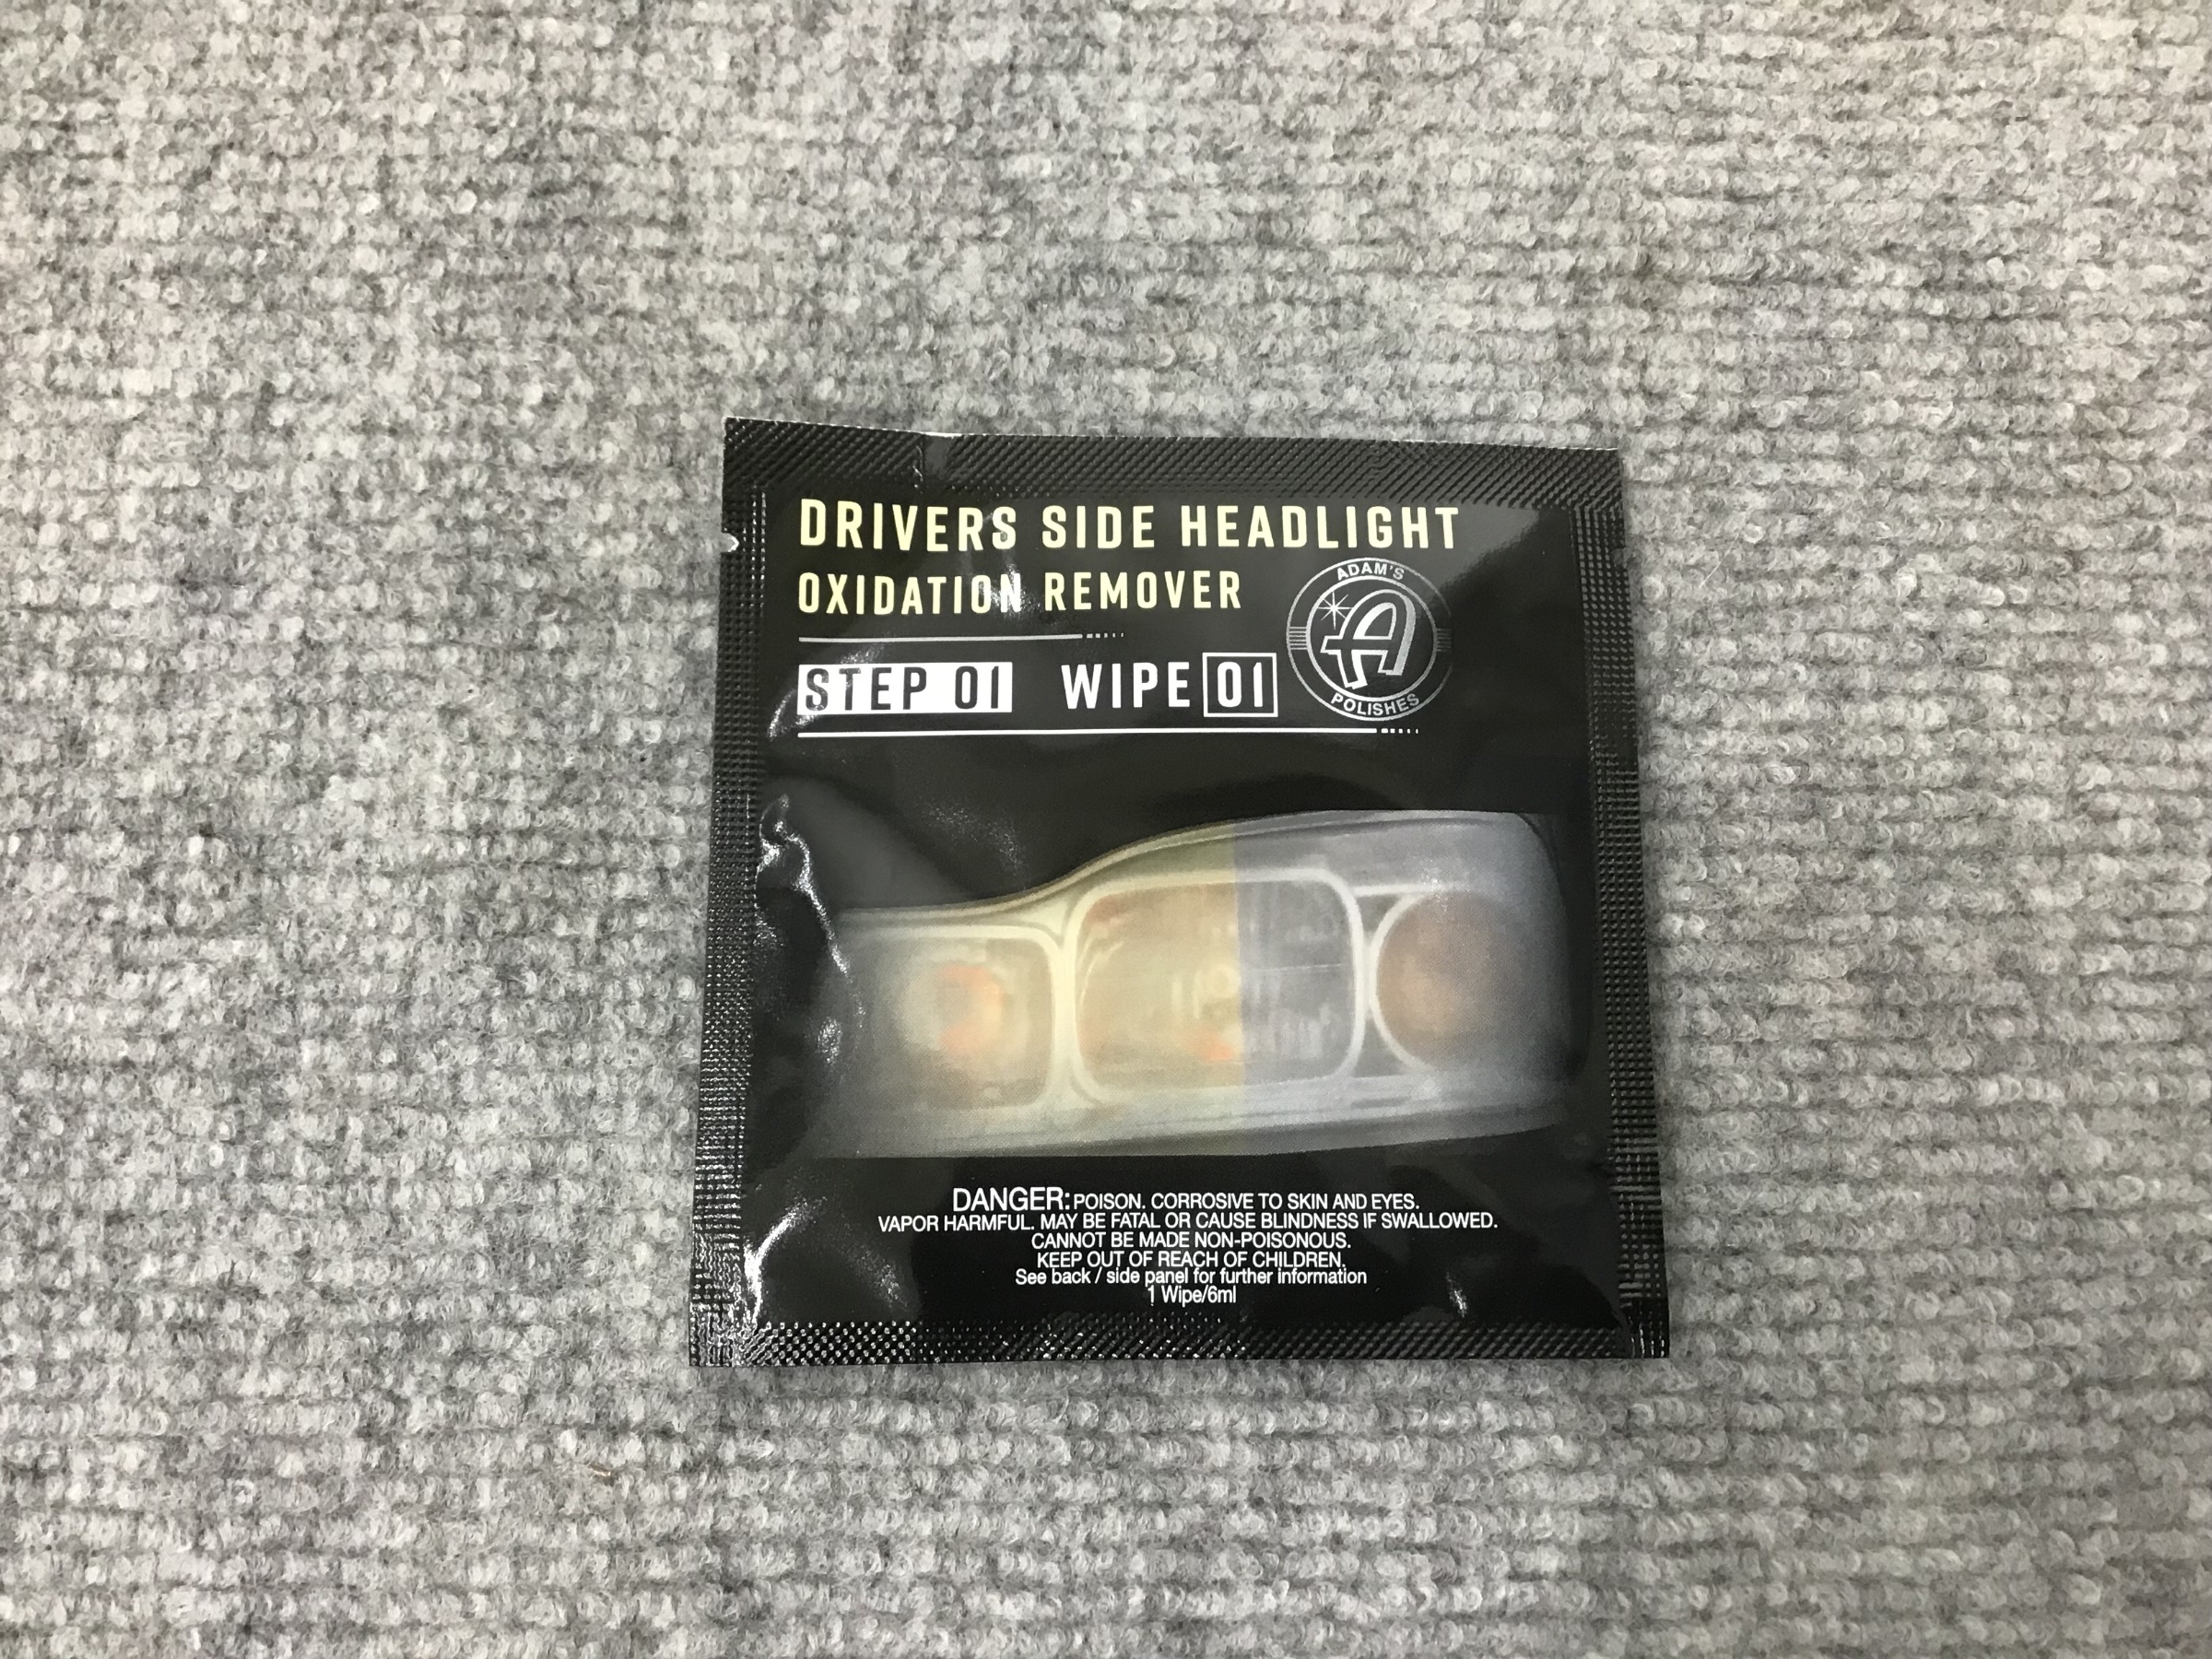 DRIVERS SIDE HEADLIGHT
OXIDATION REMOVER
STEP 01 WIPE 01
ADAM'S
A
POLISHES
DANGER: POISON. CORROSIVE TO SKIN AND EYES.
VAPOR HARMFUL. MAY BE FATAL OR CAUSE BLINDNESS IF SWALLOWED.
CANNOT BE MADE NON-POISONOUS.
KEEP OUT OF REACH OF CHILDREN.
See back / side panel for further information
1 Wipe/6ml